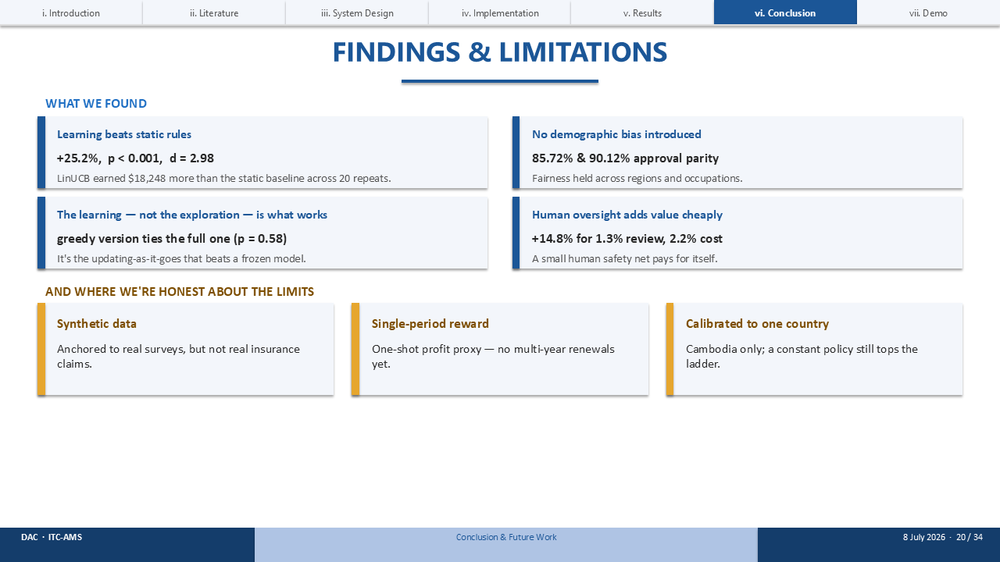 i. Introduction
ii. Literature
iii. System Design
iv. Implementation
v. Results
vi. Conclusion
vii. Demo
FINDINGS & LIMITATIONS
WHAT WE FOUND
Learning beats static rules
+25.2%, p < 0.001, d = 2.98
LinUCB earned $18,248 more than the static baseline across 20 repeats.
No demographic bias introduced
85.72% & 90.12% approval parity
Fairness held across regions and occupations.
The learning — not the exploration — is what works
greedy version ties the full one (p = 0.58)
It's the updating-as-it-goes that beats a frozen model.
Human oversight adds value cheaply
+14.8% for 1.3% review, 2.2% cost
A small human safety net pays for itself.
AND WHERE WE'RE HONEST ABOUT THE LIMITS
Synthetic data
Anchored to real surveys, but not real insurance
claims.
Single-period reward
One-shot profit proxy — no multi-year renewals
yet.
Calibrated to one country
Cambodia only; a constant policy still tops the
ladder.
DAC · ITC-AMS
Conclusion & Future Work
8 July 2026 · 20 / 34